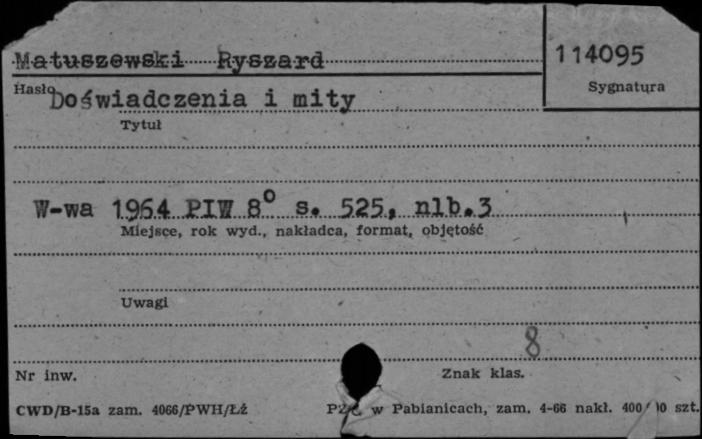 Matuszewski Ryszard
114095
Hasło
Sygnatura
Doświadczenia i mity
Tytuł
W-wa 1964 PIW 8° s. 525, nlb.3
Miejsce, rok wyd., nakładca, format, objętość
Uwagi
8
Nr inw.
Znak klas.
CWD/B-15a zam. 4066/PWH/Łż
w Pabianicach, zam. 4-66 nakł. szt.